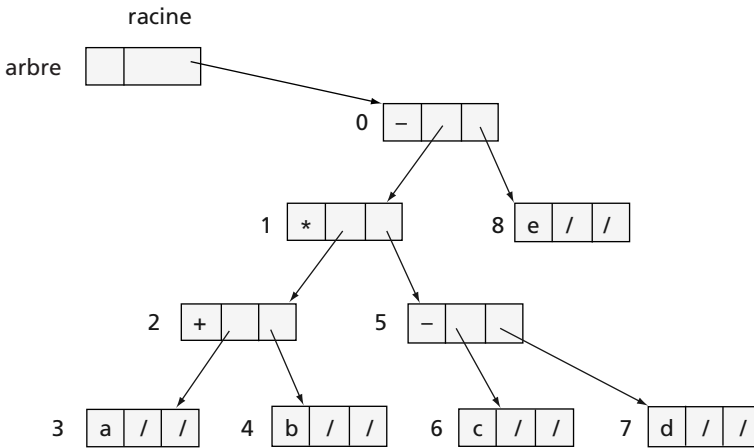 racine
arbre
0 –
1 * 8 e / /
2 + 5 –
3 a / / 4 b / / 6 c / / 7 d / /